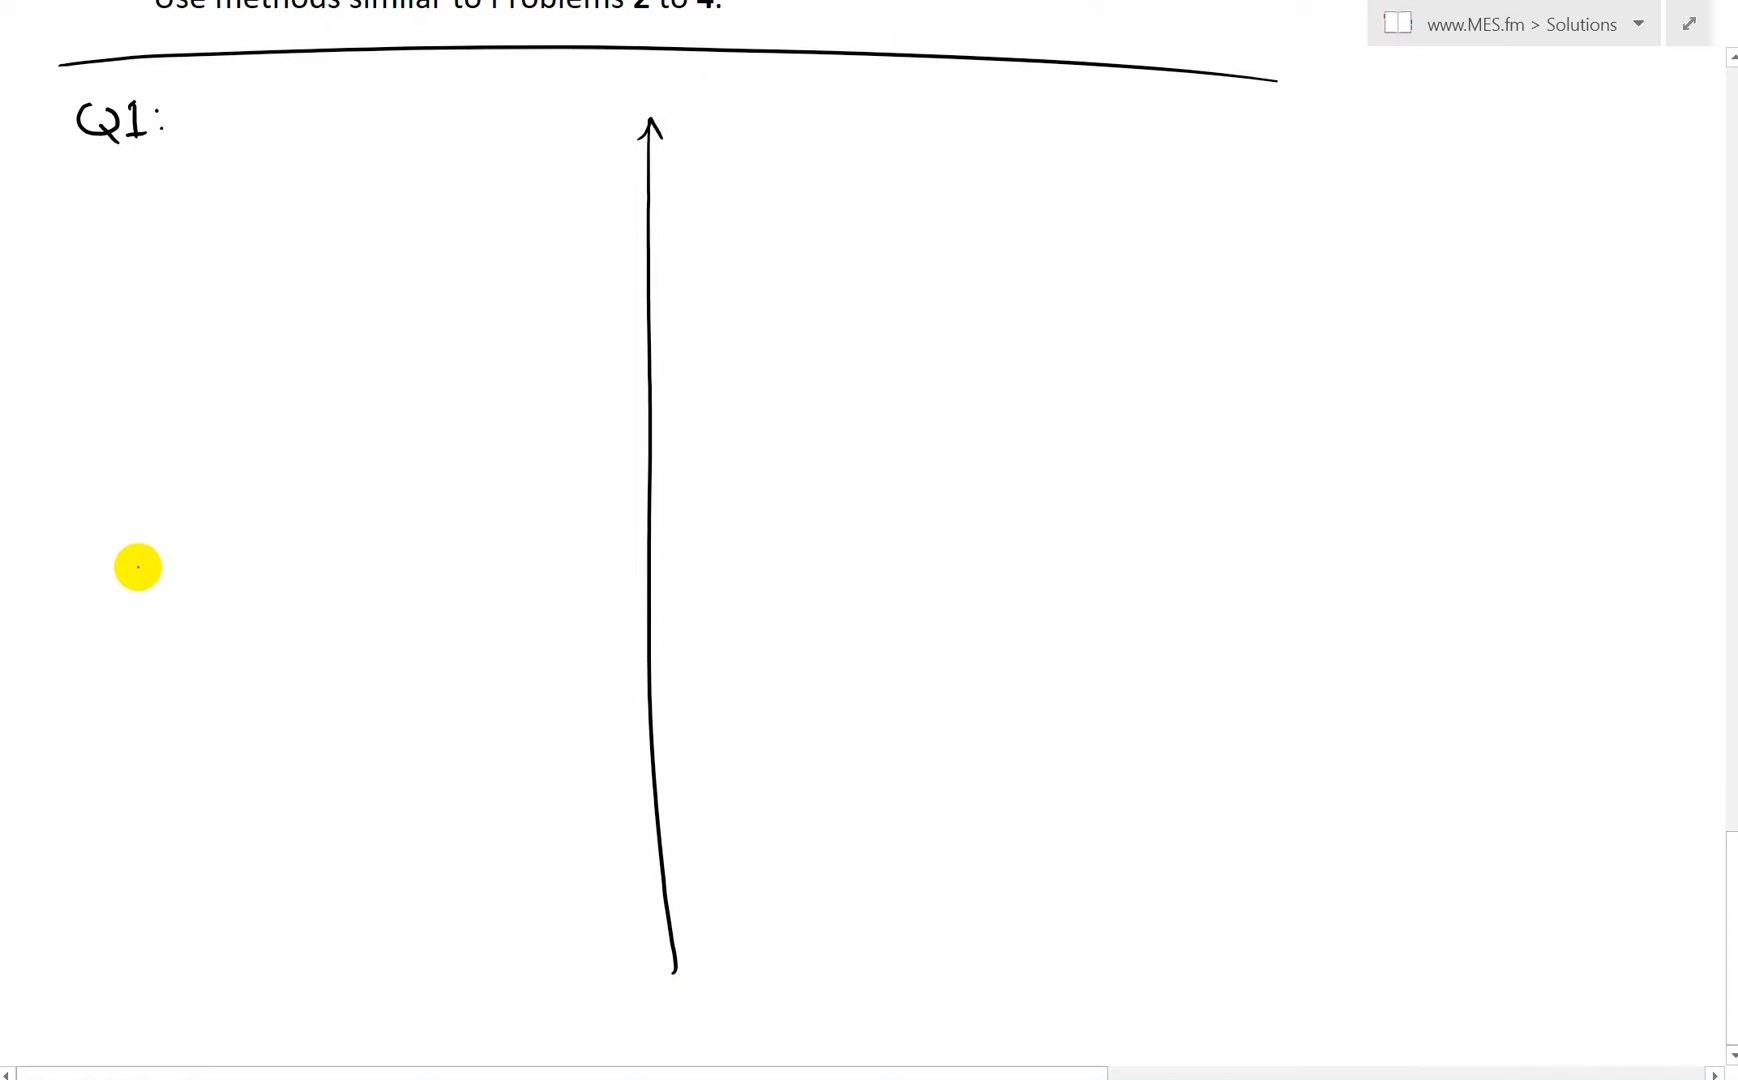 Use methods similar to Problems 2 to 4.
www.MES.fm > Solutions
Q1: